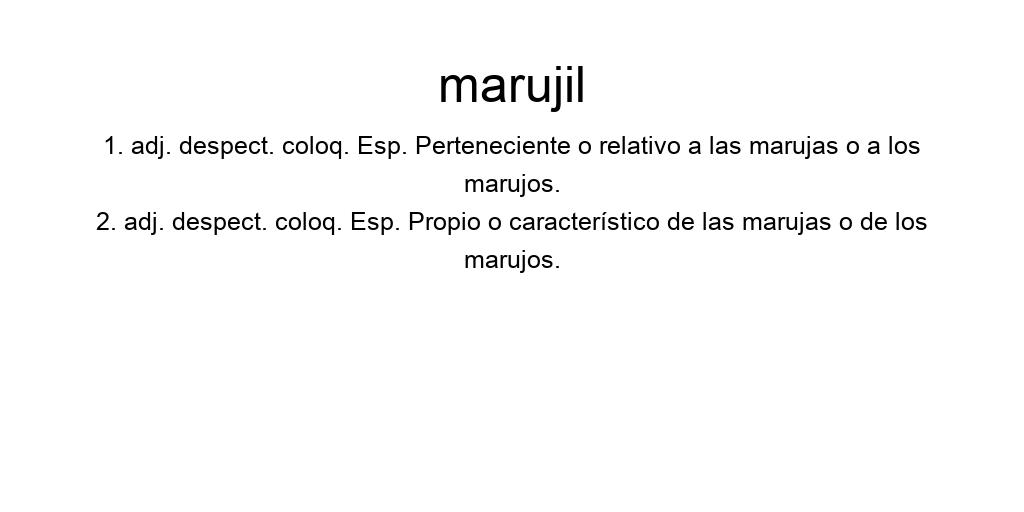 marujil
1. adj. despect. coloq. Esp. Perteneciente o relativo a las marujas o a los
marujos.
2. adj. despect. coloq. Esp. Propio o característico de las marujas o de los
marujos.